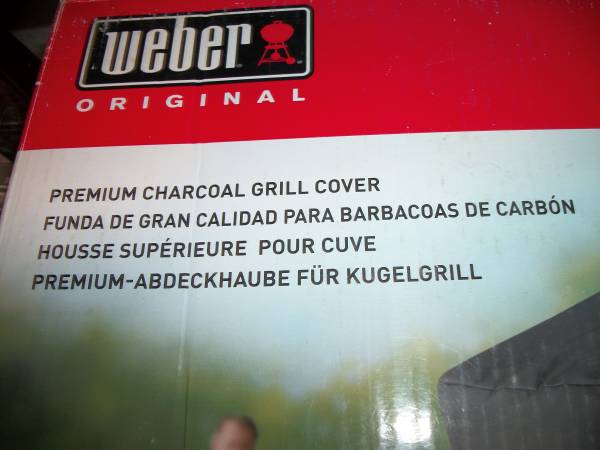 weber
ORIGINAL
PREMIUM CHARCOAL GRILL COVER
FUNDA DE GRAN CALIDAD PARA BARBACOAS DE CARBÓN
HOUSSE SUPÉRIEURE POUR CUVE
PREMIUM-ABDECKHAUBE FÜR KUGELGRILL